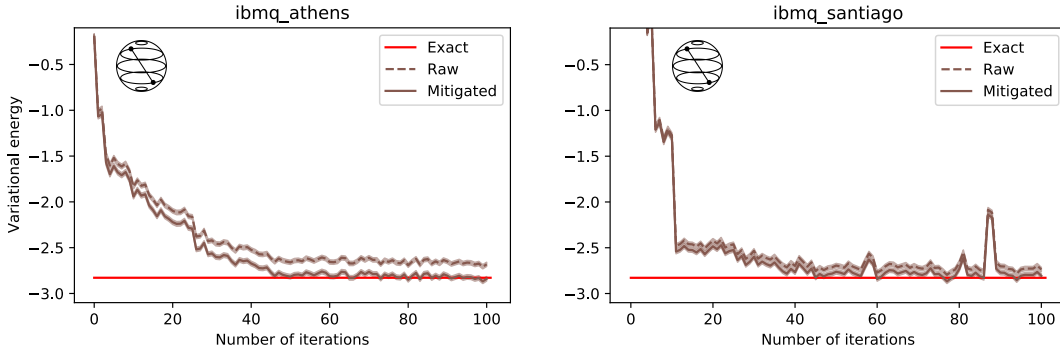 ibmq_athens
Exact
Raw
Mitigated
Variational energy
−0.5
−1.0
−1.5
−2.0
−2.5
−3.0
0 20 40 60 80 100
Number of iterations
ibmq_santiago
Exact
Raw
Mitigated
−0.5
−1.0
−1.5
−2.0
−2.5
−3.0
0 20 40 60 80 100
Number of iterations